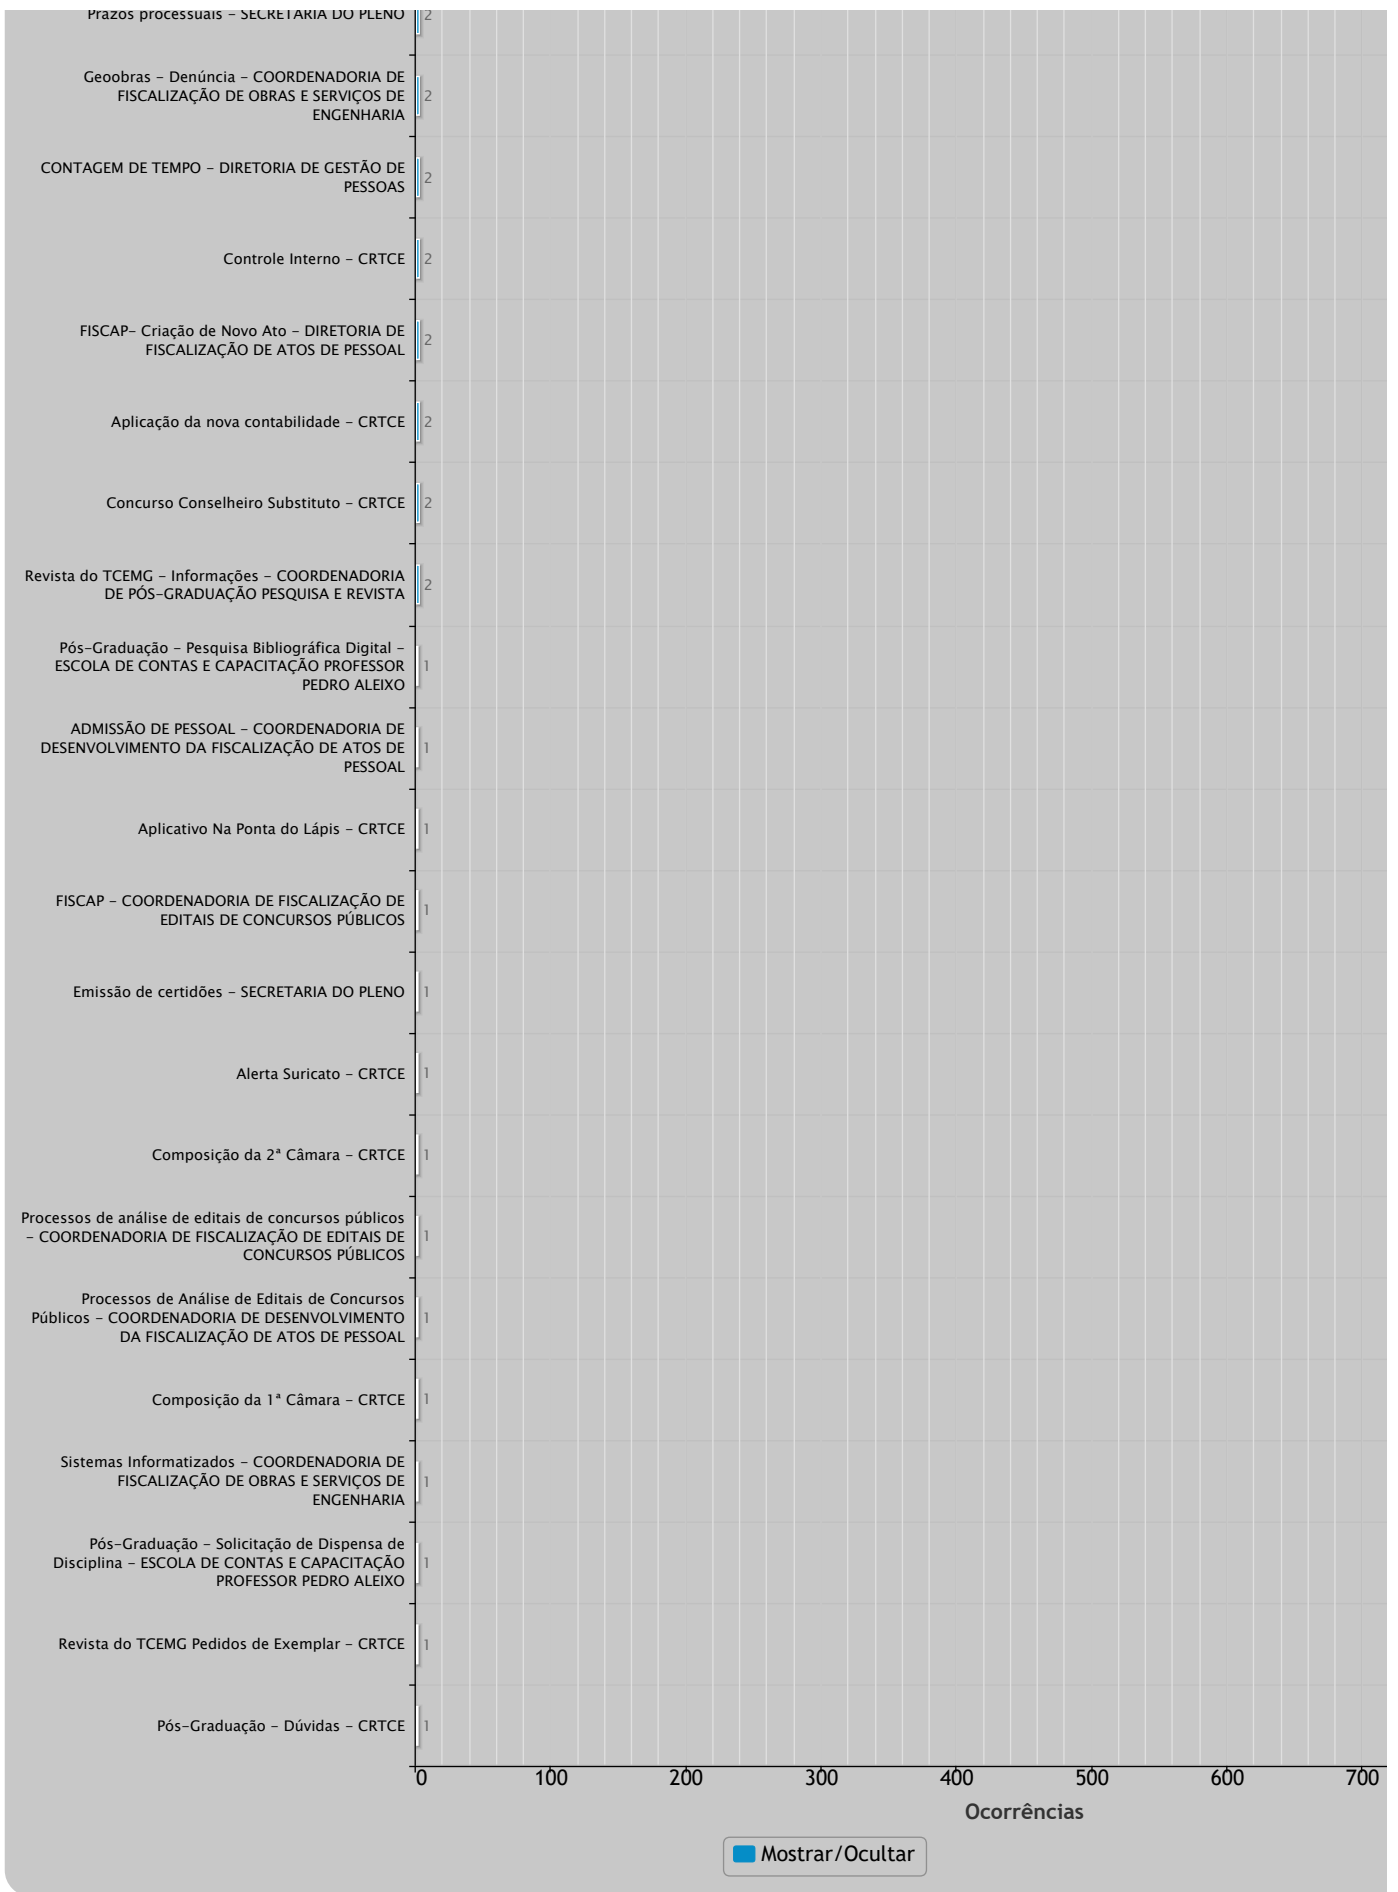 Prazos processuais - SECRETARIA DO PLENO 2
Geoobras - Denúncia - COORDENADORIA DE
FISCALIZAÇÃO DE OBRAS E SERVIÇOS DE 2
ENGENHARIA
CONTAGEM DE TEMPO - DIRETORIA DE GESTÃO DE 2
PESSOAS
Controle Interno - CRTCE 2
FISCAP- Criação de Novo Ato - DIRETORIA DE 2
FISCALIZAÇÃO DE ATOS DE PESSOAL
Aplicação da nova contabilidade - CRTCE 2
Concurso Conselheiro Substituto - CRTCE 2
Revista do TCEMG - Informações - COORDENADORIA 2
DE PÓS-GRADUAÇÃO PESQUISA E REVISTA
Pós-Graduação - Pesquisa Bibliográfica Digital -
ESCOLA DE CONTAS E CAPACITAÇÃO PROFESSOR 1
PEDRO ALEIXO
ADMISSÃO DE PESSOAL - COORDENADORIA DE
DESENVOLVIMENTO DA FISCALIZAÇÃO DE ATOS DE 1
PESSOAL
Aplicativo Na Ponta do Lápis - CRTCE 1
FISCAP - COORDENADORIA DE FISCALIZAÇÃO DE 1
EDITAIS DE CONCURSOS PÚBLICOS
Emissão de certidões - SECRETARIA DO PLENO 1
Alerta Suricato - CRTCE 1
Composição da 2ª Câmara - CRTCE 1
Processos de análise de editais de concursos públicos
- COORDENADORIA DE FISCALIZAÇÃO DE EDITAIS DE 1
CONCURSOS PÚBLICOS
Processos de Análise de Editais de Concursos
Públicos - COORDENADORIA DE DESENVOLVIMENTO 1
DA FISCALIZAÇÃO DE ATOS DE PESSOAL
Composição da 1ª Câmara - CRTCE 1
Sistemas Informatizados - COORDENADORIA DE
FISCALIZAÇÃO DE OBRAS E SERVIÇOS DE 1
ENGENHARIA
Pós-Graduação - Solicitação de Dispensa de
Disciplina - ESCOLA DE CONTAS E CAPACITAÇÃO 1
PROFESSOR PEDRO ALEIXO
Revista do TCEMG Pedidos de Exemplar - CRTCE 1
Pós-Graduação - Dúvidas - CRTCE 1
0 100 200 300 400 500 600 700
Ocorrências
Mostrar/Ocultar